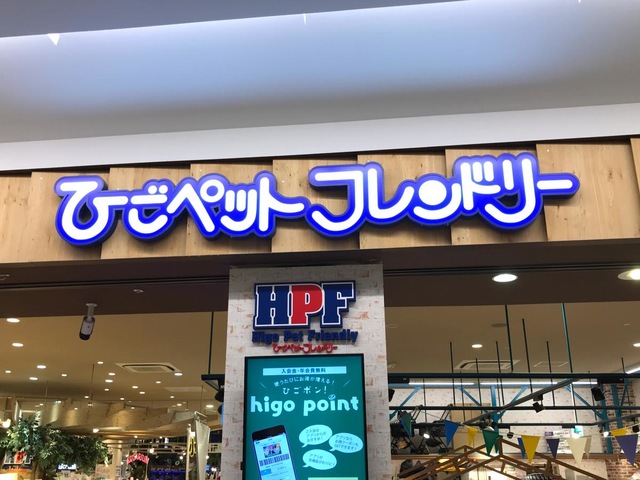 ひごペットフレンドリー
HPF
Higo Pet Friendly
ひごペットフレンドリー
入会金・年会費無料
使うたびにお得が増える!
ひごポン!
higo point